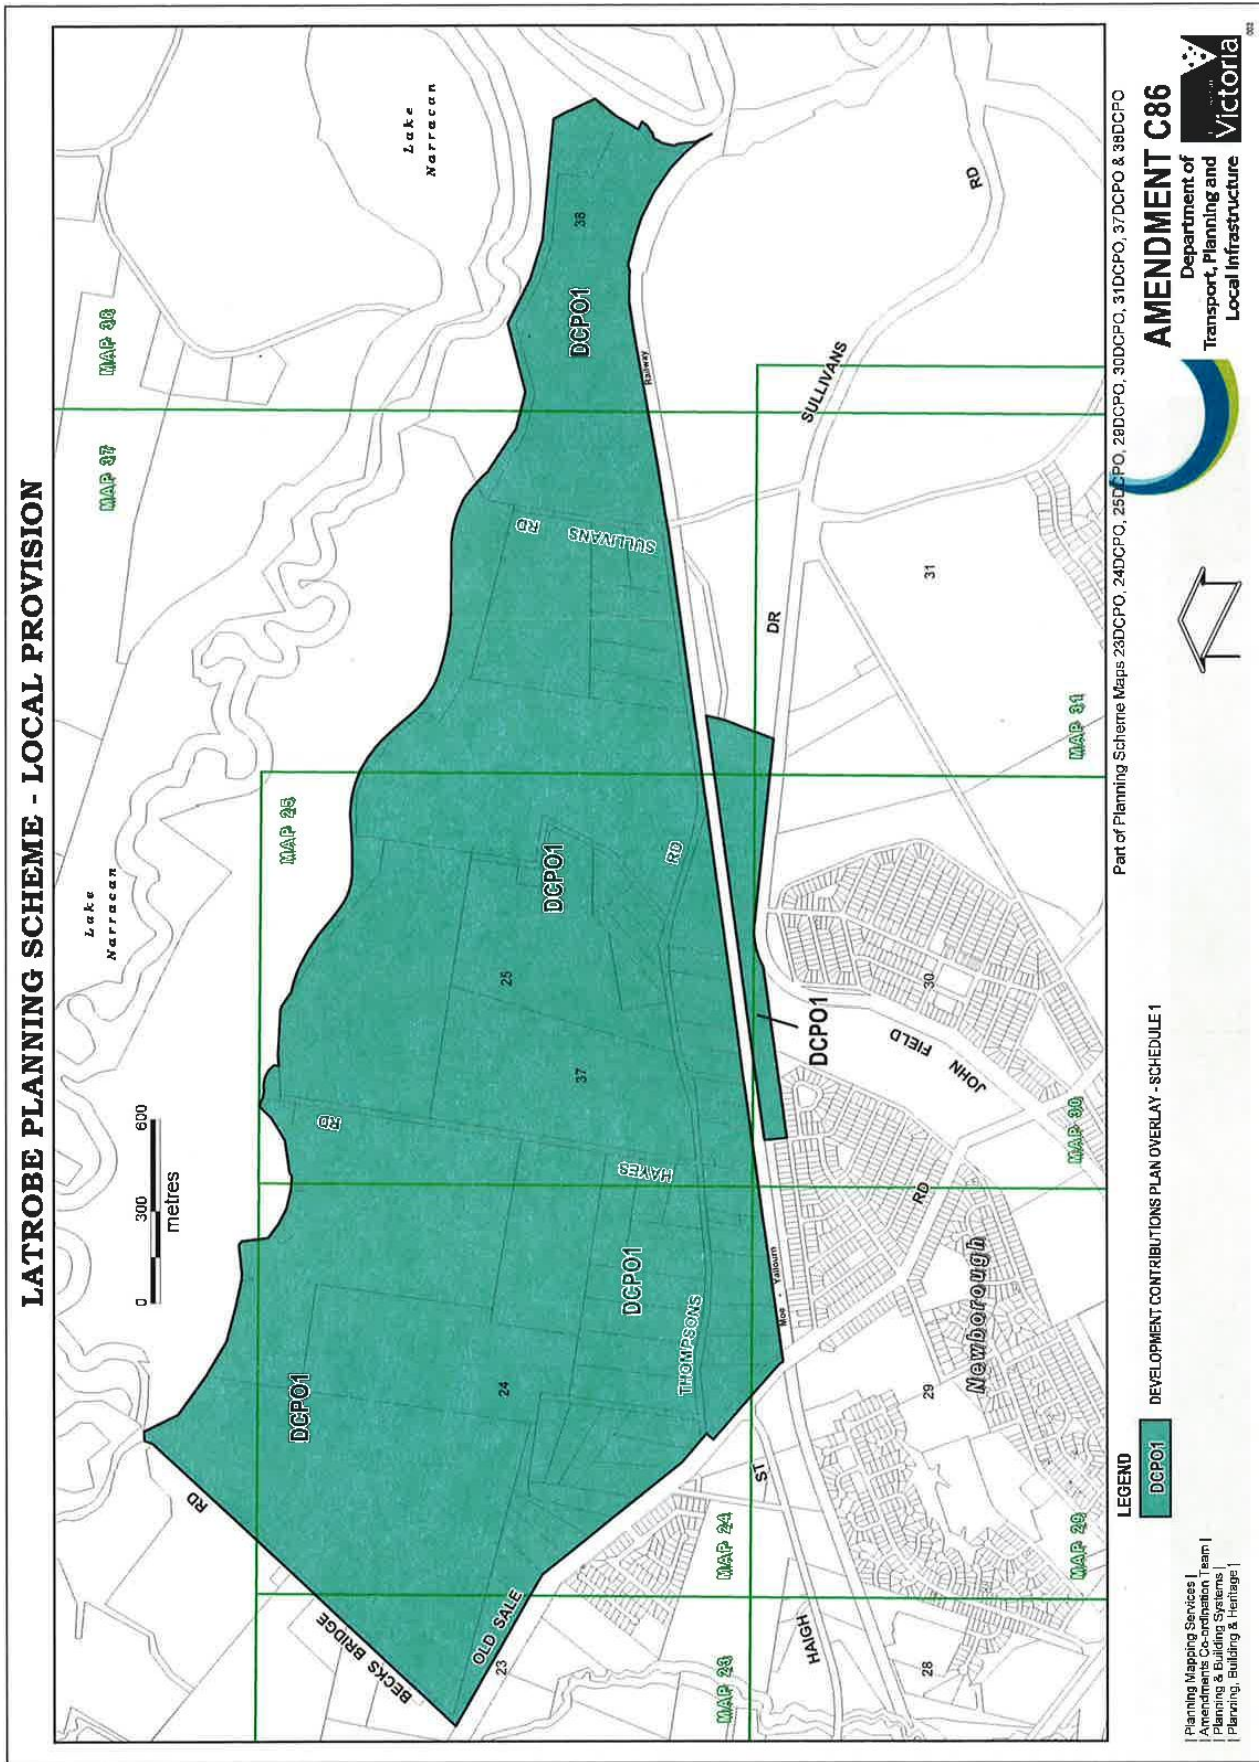 LATROBE PLANNING SCHEME - LOCAL PROVISION
Lake
Narracan
Lake
Narracan
0 300 600
metres
MAP 37
MAP 38
MAP 25
RD
BECKS BRIDGE
DCPO1
RD
HAYES
37
25
24
DCPO1
DCPO1
DCPO1
38
SULLIVANS
RD
Railway
OLD SALE
23
THOMPSONS
RD
Moe - Yallourn
DCPO1
MAP 23
MAP 24
HAIGH
ST
28
29
Newborough
RD
JOHN FIELD
DR
30
SULLIVANS
RD
31
MAP 29
MAP 30
MAP 31
Part of Planning Scheme Maps 23DCPO, 24DCPO, 25DCPO, 29DCPO, 30DCPO, 31DCPO, 37DCPO & 38DCPO
LEGEND
DCPO1
DEVELOPMENT CONTRIBUTIONS PLAN OVERLAY - SCHEDULE 1
| Planning Mapping Services |
| Amendments Co-ordination Team |
| Planning & Building Systems |
| Planning, Building & Heritage |
AMENDMENT C86
Department of
Transport, Planning and
Local Infrastructure
Victoria
002